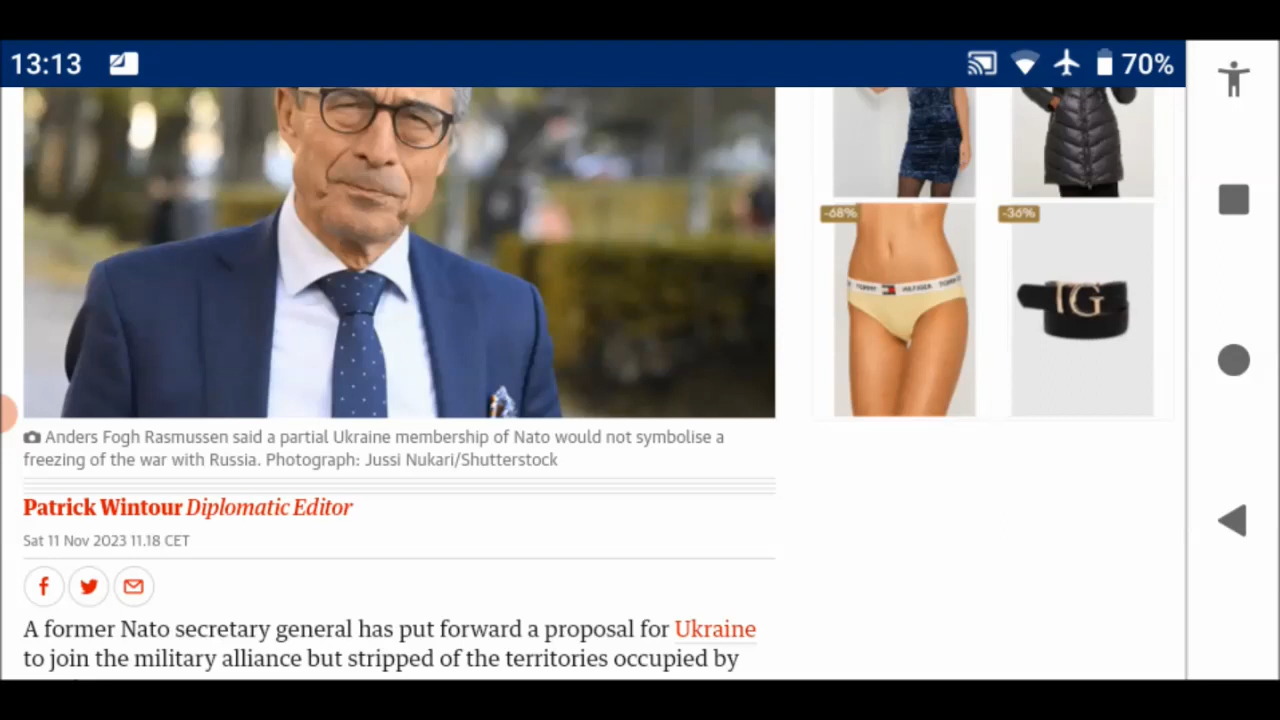 13:13
70%
-68%
-36%
TOMMY HILFIGER TOMM
G
Anders Fogh Rasmussen said a partial Ukraine membership of Nato would not symbolise a
freezing of the war with Russia. Photograph: Jussi Nukari/Shutterstock
Patrick Wintour Diplomatic Editor
Sat 11 Nov 2023 11.18 CET
A former Nato secretary general has put forward a proposal for Ukraine
to join the military alliance but stripped of the territories occupied by